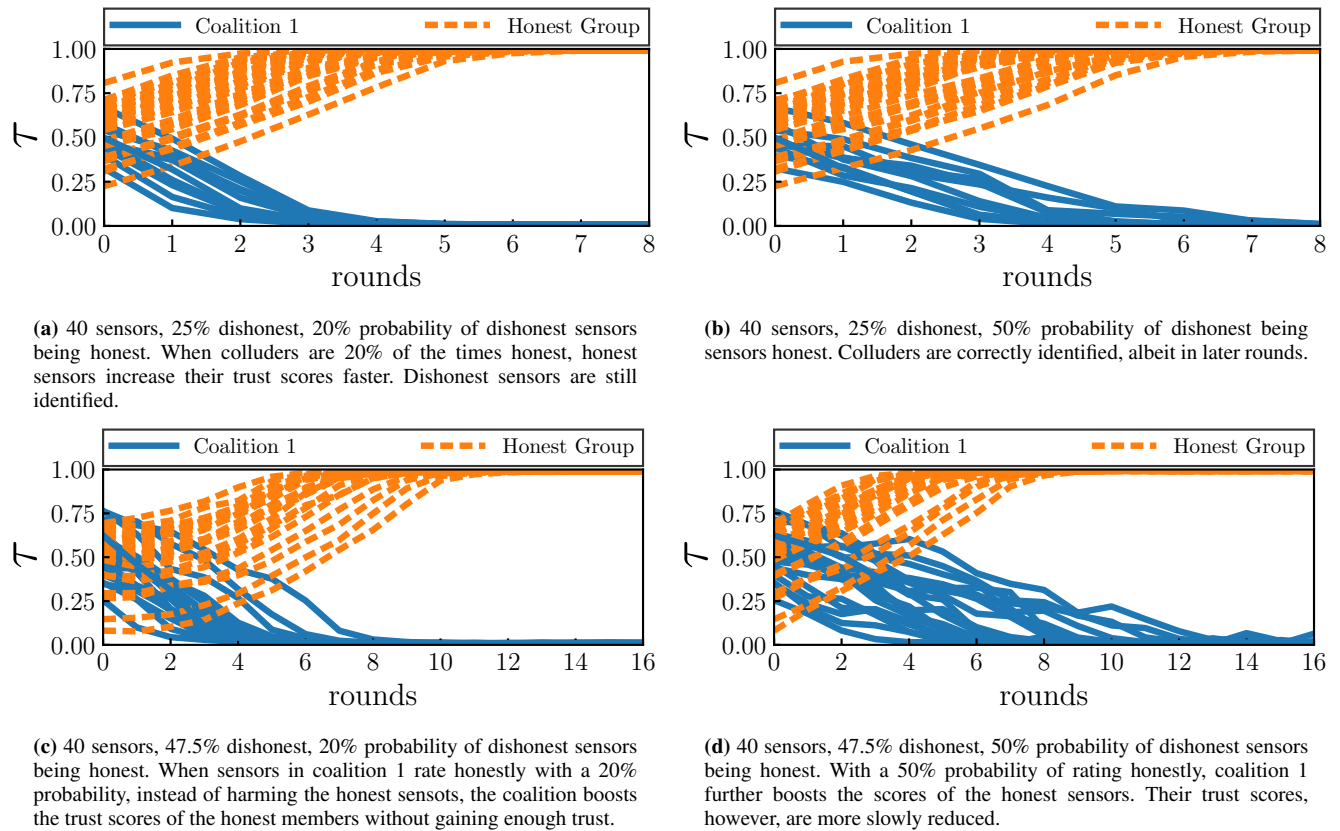 Coalition 1 Honest Group
1.00
0.75
0.50
0.25
0.00
𝒯
0 1 2 3 4 5 6 7 8
rounds
(a) 40 sensors, 25% dishonest, 20% probability of dishonest sensors
being honest. When colluders are 20% of the times honest, honest
sensors increase their trust scores faster. Dishonest sensors are still
identified.
Coalition 1 Honest Group
1.00
0.75
0.50
0.25
0.00
𝒯
0 1 2 3 4 5 6 7 8
rounds
(b) 40 sensors, 25% dishonest, 50% probability of dishonest being
sensors honest. Colluders are correctly identified, albeit in later rounds.
Coalition 1 Honest Group
1.00
0.75
0.50
0.25
0.00
𝒯
0 2 4 6 8 10 12 14 16
rounds
(c) 40 sensors, 47.5% dishonest, 20% probability of dishonest sensors
being honest. When sensors in coalition 1 rate honestly with a 20%
probability, instead of harming the honest sensots, the coalition boosts
the trust scores of the honest members without gaining enough trust.
Coalition 1 Honest Group
1.00
0.75
0.50
0.25
0.00
𝒯
0 2 4 6 8 10 12 14 16
rounds
(d) 40 sensors, 47.5% dishonest, 50% probability of dishonest sensors
being honest. With a 50% probability of rating honestly, coalition 1
further boosts the scores of the honest sensors. Their trust scores,
however, are more slowly reduced.